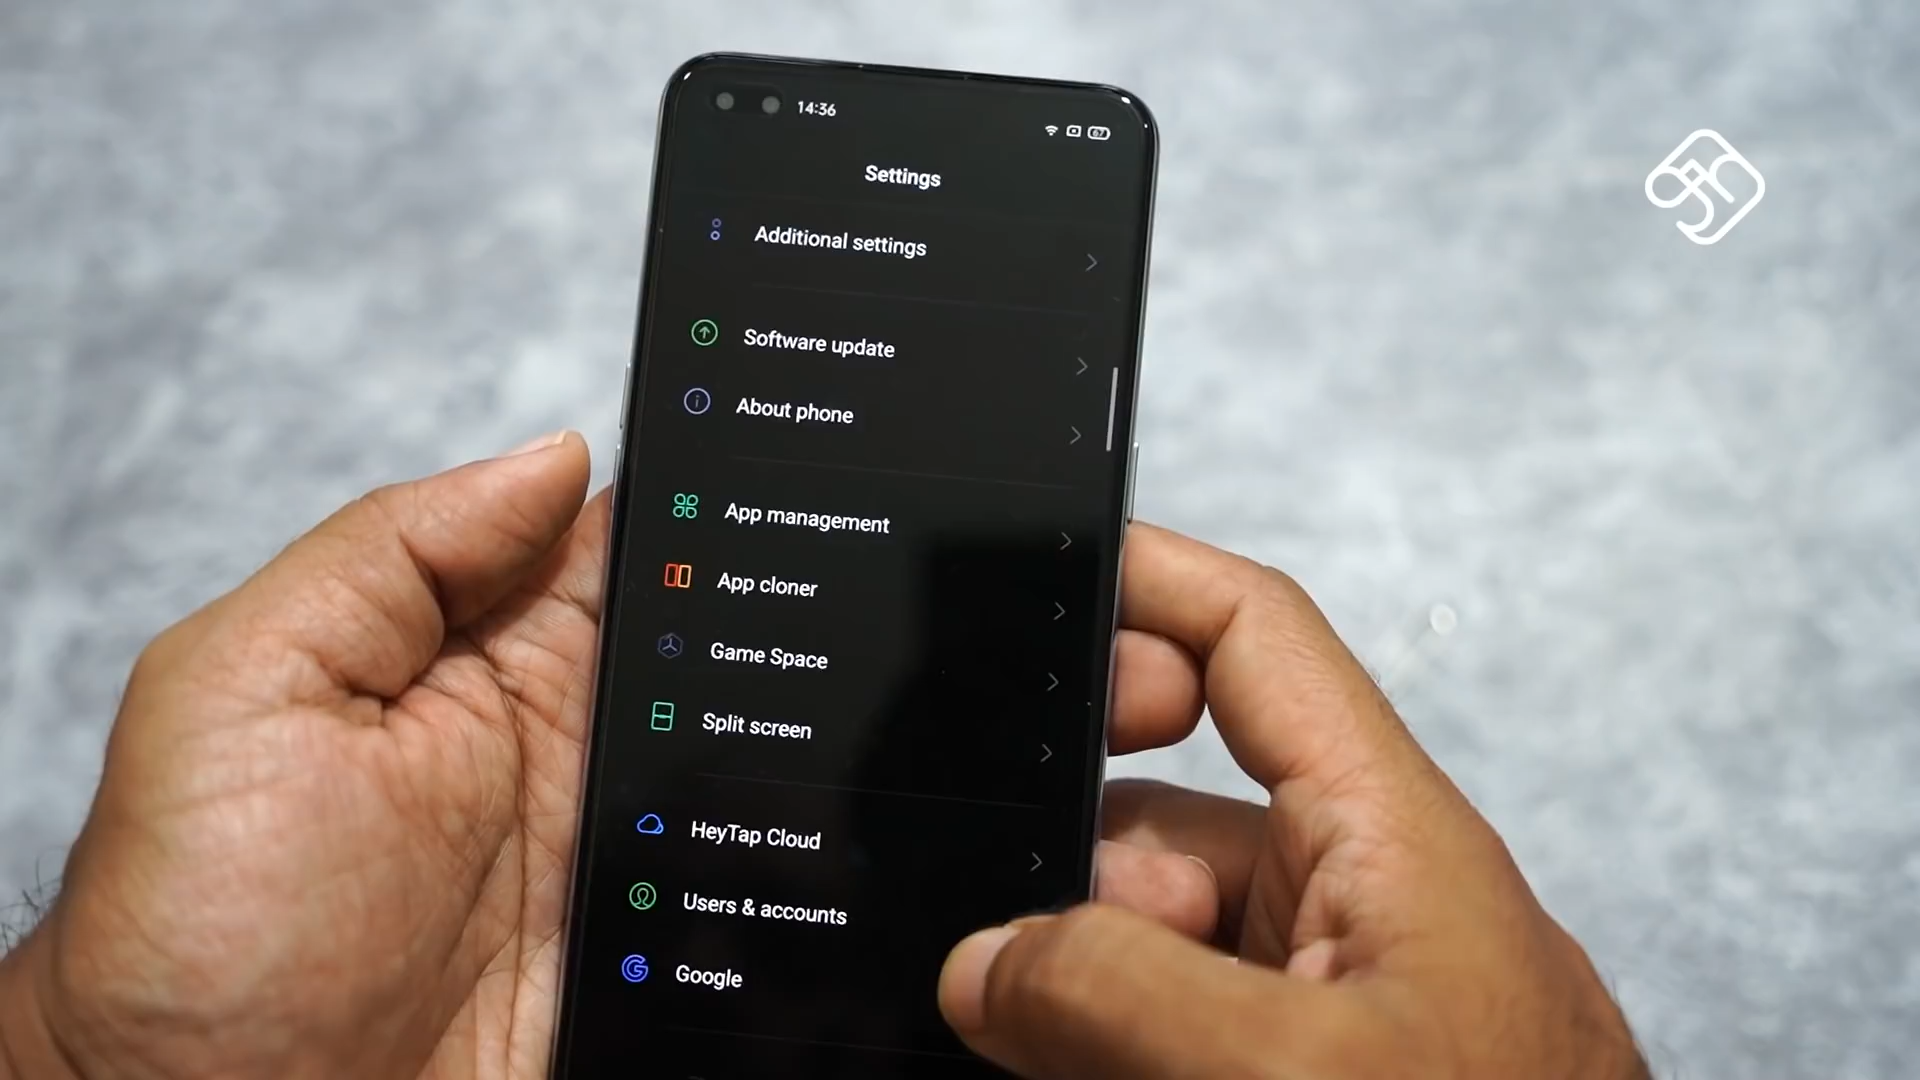 14:36
67
Settings
Additional settings
Software update
About phone
App management
App cloner
Game Space
Split screen
HeyTap Cloud
Users & accounts
Google